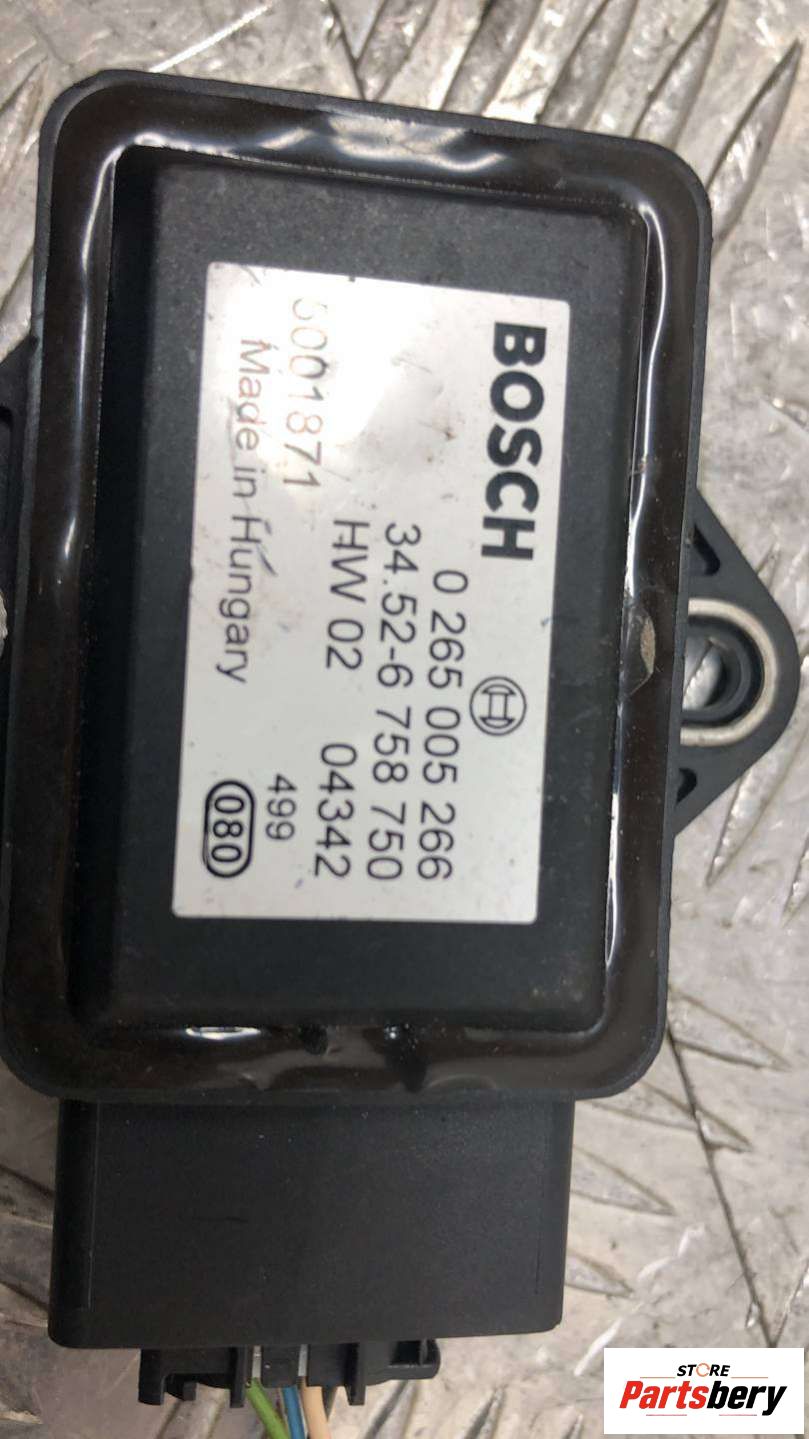 BOSCH
0 265 005 266
34.52-6 758 750
HW 02 04342
5001871 499
Made in Hungary 080
STORE
Partsbery